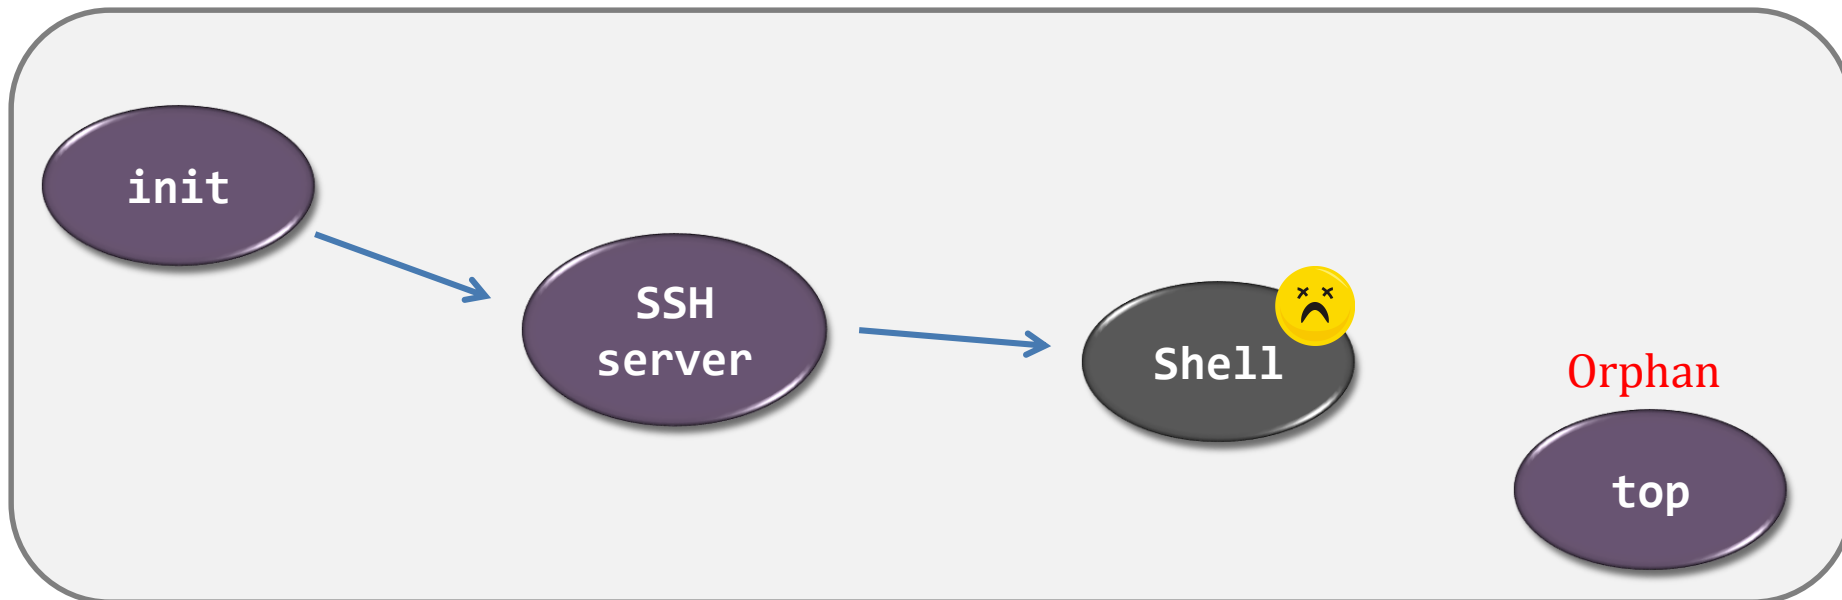 init
SSH
server
Shell
Orphan
top